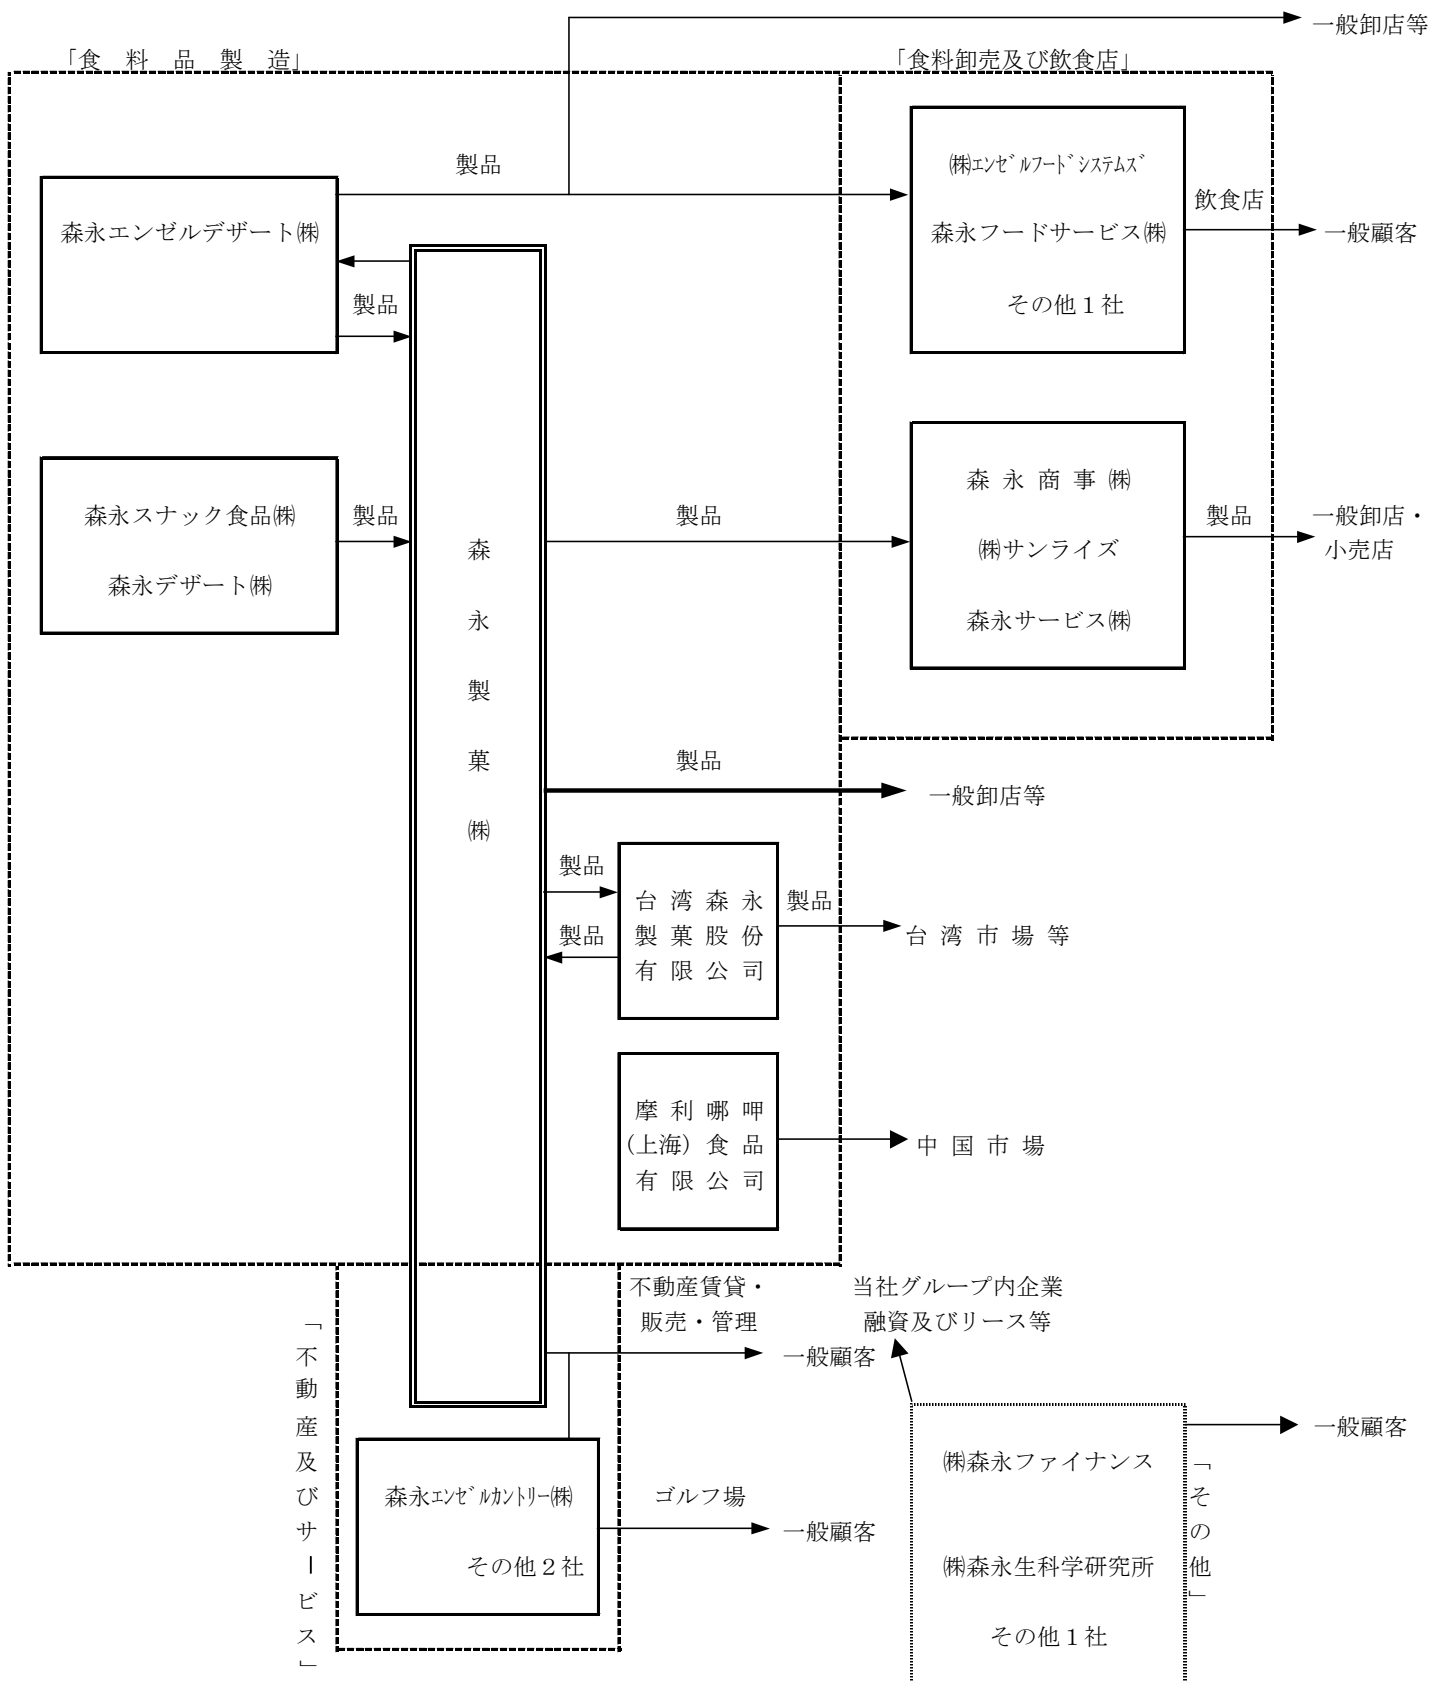 一般卸店等
「食　料　品　製　造」
「食料卸売及び飲食店」
製品
㈱ｴﾝｾﾞﾙﾌｰﾄﾞｼｽﾃﾑｽﾞ
飲食店
森永エンゼルデザート㈱
森永フードサービス㈱
一般顧客
製品
その他１社
森 永 商 事 ㈱
森永スナック食品㈱
製品
製品
製品
一般卸店・
小売店
㈱サンライズ
森永デザート㈱
森永サービス㈱
森永製菓㈱
製品
一般卸店等
製品
台 湾 森 永
製品
製品
製 菓 股 份
台 湾 市 場 等
有 限 公 司
摩 利 哪 呷
(上海) 食 品
中 国 市 場
有 限 公 司
不動産賃貸・
販売・管理
当社グループ内企業
融資及びリース等
「不動産及びサービス」
一般顧客
一般顧客
㈱森永ファイナンス
「その他」
森永ｴﾝｾﾞﾙｶﾝﾄﾘｰ㈱
ゴルフ場
一般顧客
その他２社
㈱森永生科学研究所
その他１社